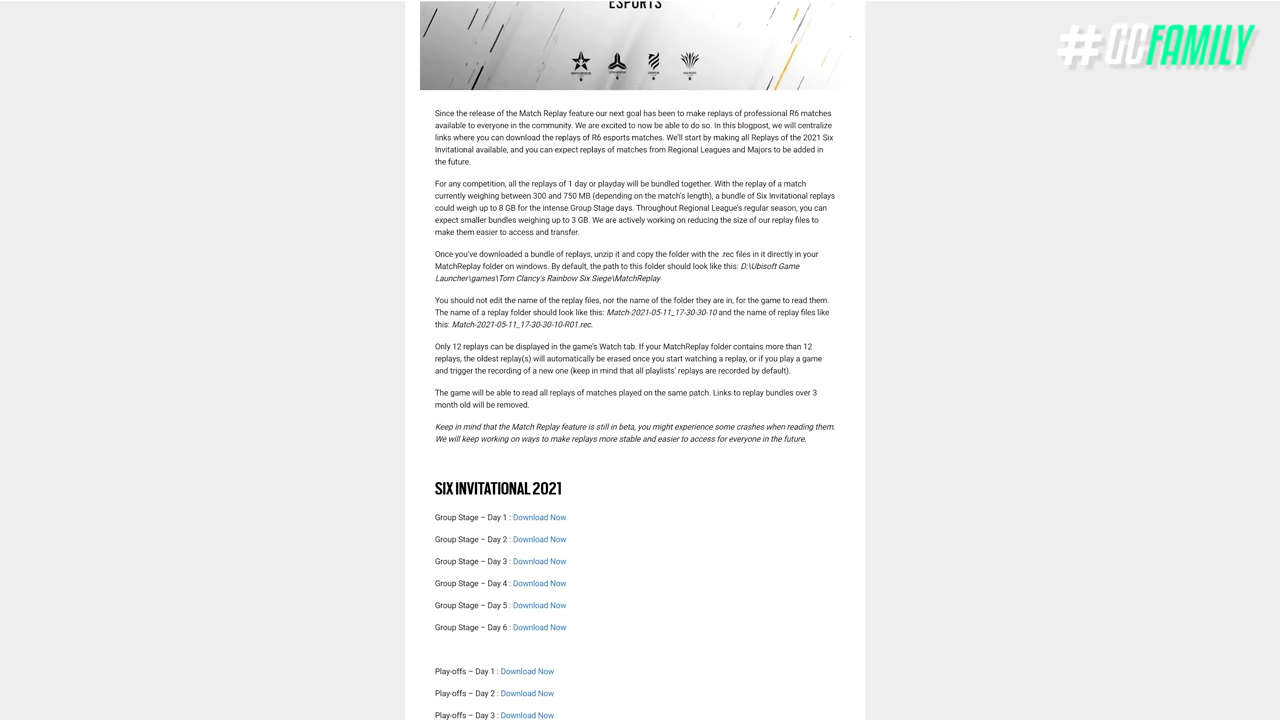 ESPORTS
#GOFAMILY
Since the release of the Match Replay feature our next goal has been to make replays of professional R6 matches
available to everyone in the community. We are excited to now be able to do so. In this blogpost, we will centralize
links where you can download the replays of R6 esports matches. We'll start by making all Replays of the 2021 Six
Invitational available, and you can expect replays of matches from Regional Leagues and Majors to be added in
the future.
For any competition, all the replays of 1 day or playday will be bundled together. With the replay of a match
currently weighing between 300 and 750 MB (depending on the match's length), a bundle of Six Invitational replays
could weigh up to 8 GB for the intense Group Stage days. Throughout Regional League's regular season, you can
expect smaller bundles weighing up to 3 GB. We are actively working on reducing the size of our replay files to
make them easier to access and transfer.
Once you've downloaded a bundle of replays, unzip it and copy the folder with the .rec files in it directly in your
MatchReplay folder on windows. By default, the path to this folder should look like this: D:\Ubisoft Game
Launcher\games\Tom Clancy's Rainbow Six Siege\MatchReplay
You should not edit the name of the replay files, nor the name of the folder they are in, for the game to read them.
The name of a replay folder should look like this: Match-2021-05-11_17-30-30-10 and the name of replay files like
this: Match-2021-05-11_17-30-30-10-R01.rec.
Only 12 replays can be displayed in the game's Watch tab. If your MatchReplay folder contains more than 12
replays, the oldest replay(s) will automatically be erased once you start watching a replay, or if you play a game
and trigger the recording of a new one (keep in mind that all playlists' replays are recorded by default).
The game will be able to read all replays of matches played on the same patch. Links to replay bundles over 3
month old will be removed.
Keep in mind that the Match Replay feature is still in beta, you might experience some crashes when reading them.
We will keep working on ways to make replays more stable and easier to access for everyone in the future.
SIX INVITATIONAL 2021
Group Stage – Day 1 : Download Now
Group Stage – Day 2 : Download Now
Group Stage – Day 3 : Download Now
Group Stage – Day 4 : Download Now
Group Stage – Day 5 : Download Now
Group Stage – Day 6 : Download Now
Play-offs – Day 1 : Download Now
Play-offs – Day 2 : Download Now
Play-offs – Day 3 : Download Now